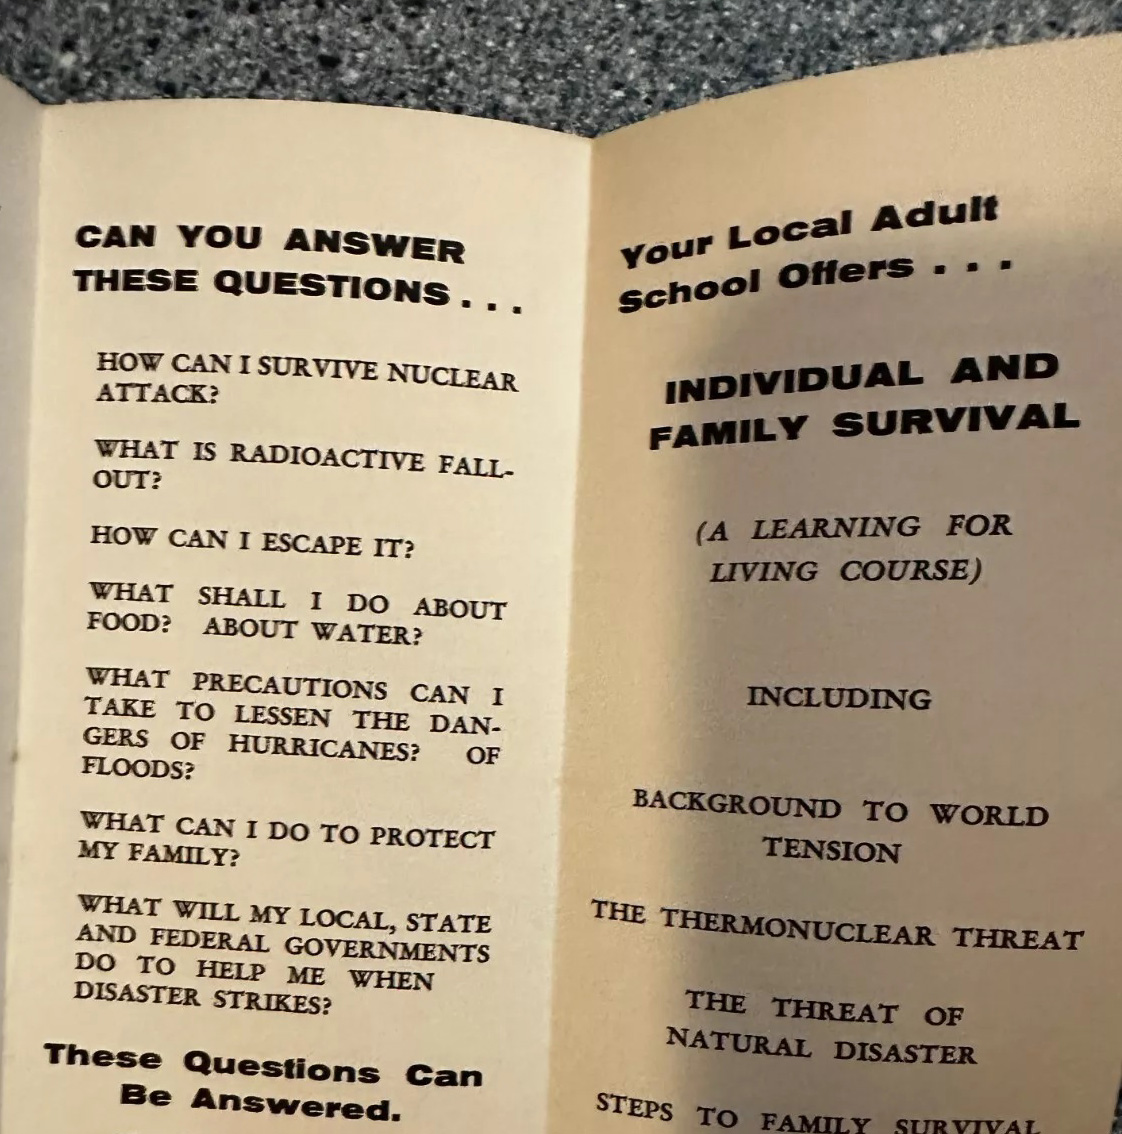 CAN YOU ANSWER
THESE QUESTIONS . . .
HOW CAN I SURVIVE NUCLEAR
ATTACK?
WHAT IS RADIOACTIVE FALL-
OUT?
HOW CAN I ESCAPE IT?
WHAT SHALL I DO ABOUT
FOOD? ABOUT WATER?
WHAT PRECAUTIONS CAN I
TAKE TO LESSEN THE DAN-
GERS OF HURRICANES? OF
FLOODS?
WHAT CAN I DO TO PROTECT
MY FAMILY?
WHAT WILL MY LOCAL, STATE
AND FEDERAL GOVERNMENTS
DO TO HELP ME WHEN
DISASTER STRIKES?
These Questions Can
Be Answered.
Your Local Adult
School Offers . . .
INDIVIDUAL AND
FAMILY SURVIVAL
(A LEARNING FOR
LIVING COURSE)
INCLUDING
BACKGROUND TO WORLD
TENSION
THE THERMONUCLEAR THREAT
THE THREAT OF
NATURAL DISASTER
STEPS TO FAMILY SURVIVAL